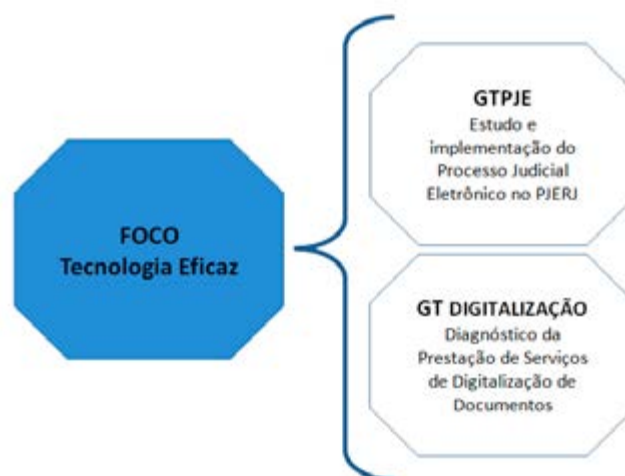 FOCO
Tecnologia Eficaz
GTPJE
Estudo e
implementação do
Processo Judicial
Eletrônico no PJERJ
GT DIGITALIZAÇÃO
Diagnóstico da
Prestação de Serviços
de Digitalização de
Documentos